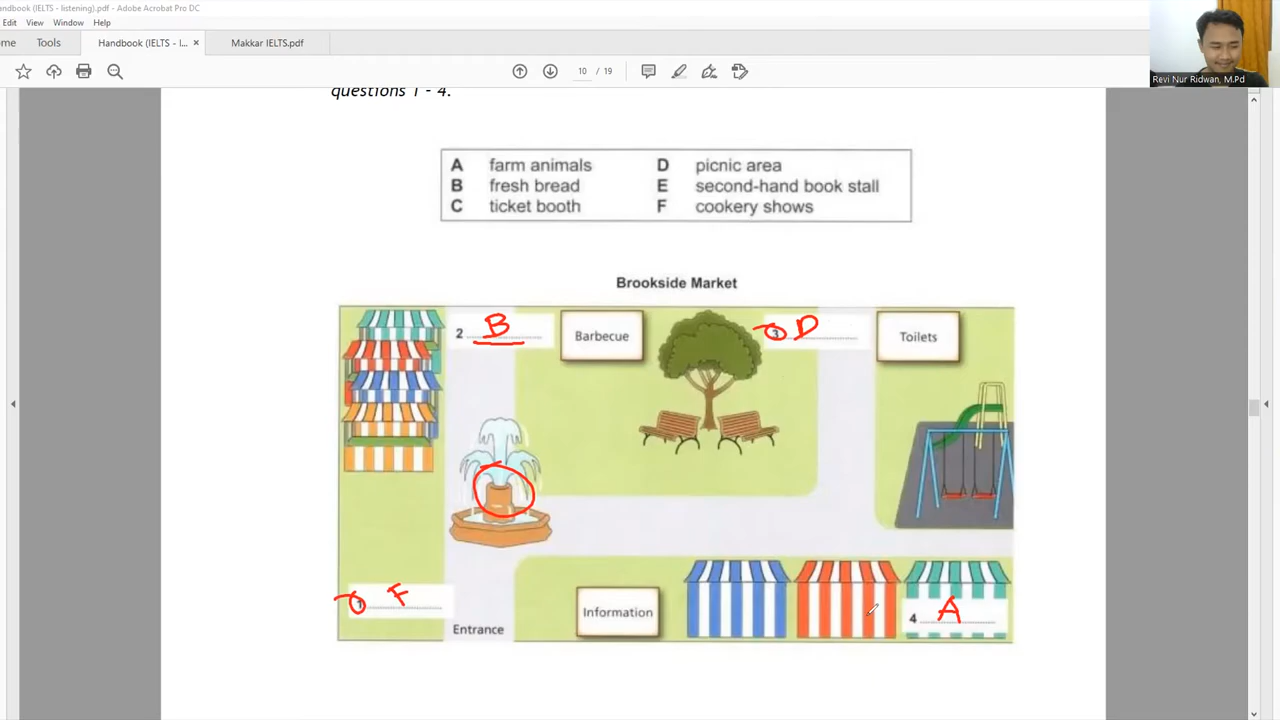 andbook (IELTS - listening).pdf - Adobe Acrobat Pro DC
Edit View Window Help
ome Tools Handbook (IELTS - l... × Makkar IELTS.pdf
10 / 19
Revi Nur Ridwan, M.Pd
questions 1 - 4.
A farm animals D picnic area
B fresh bread E second-hand book stall
C ticket booth F cookery shows
Brookside Market
2 B Barbecue 3 D Toilets
1 F Information 4 A
Entrance